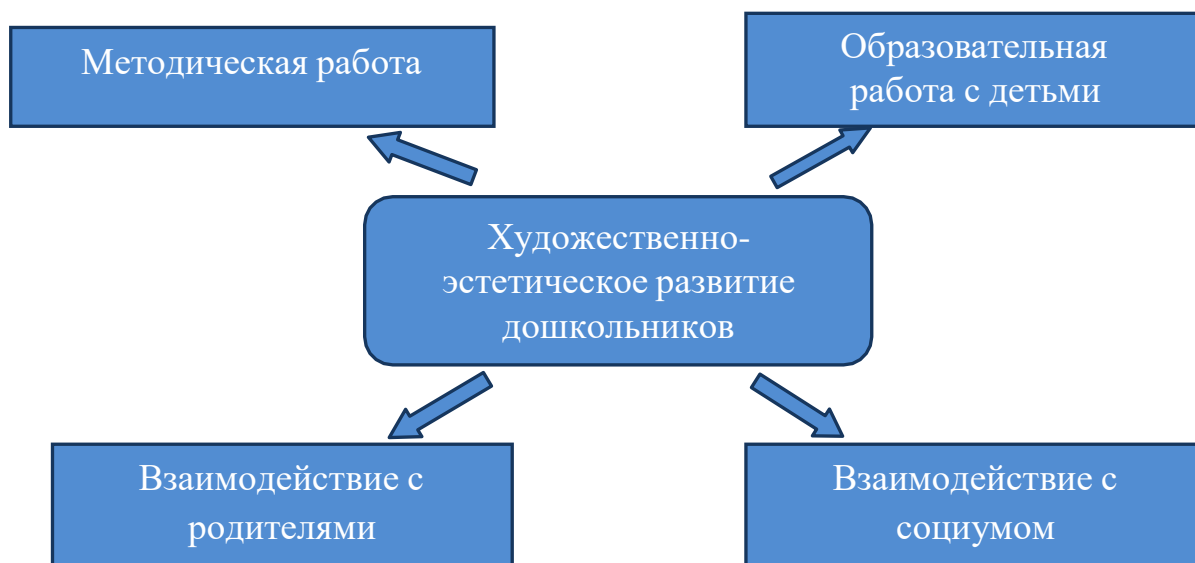 Методическая работа
Образовательная
работа с детьми
Художественно-
эстетическое развитие
дошкольников
Взаимодействие с
родителями
Взаимодействие с
социумом